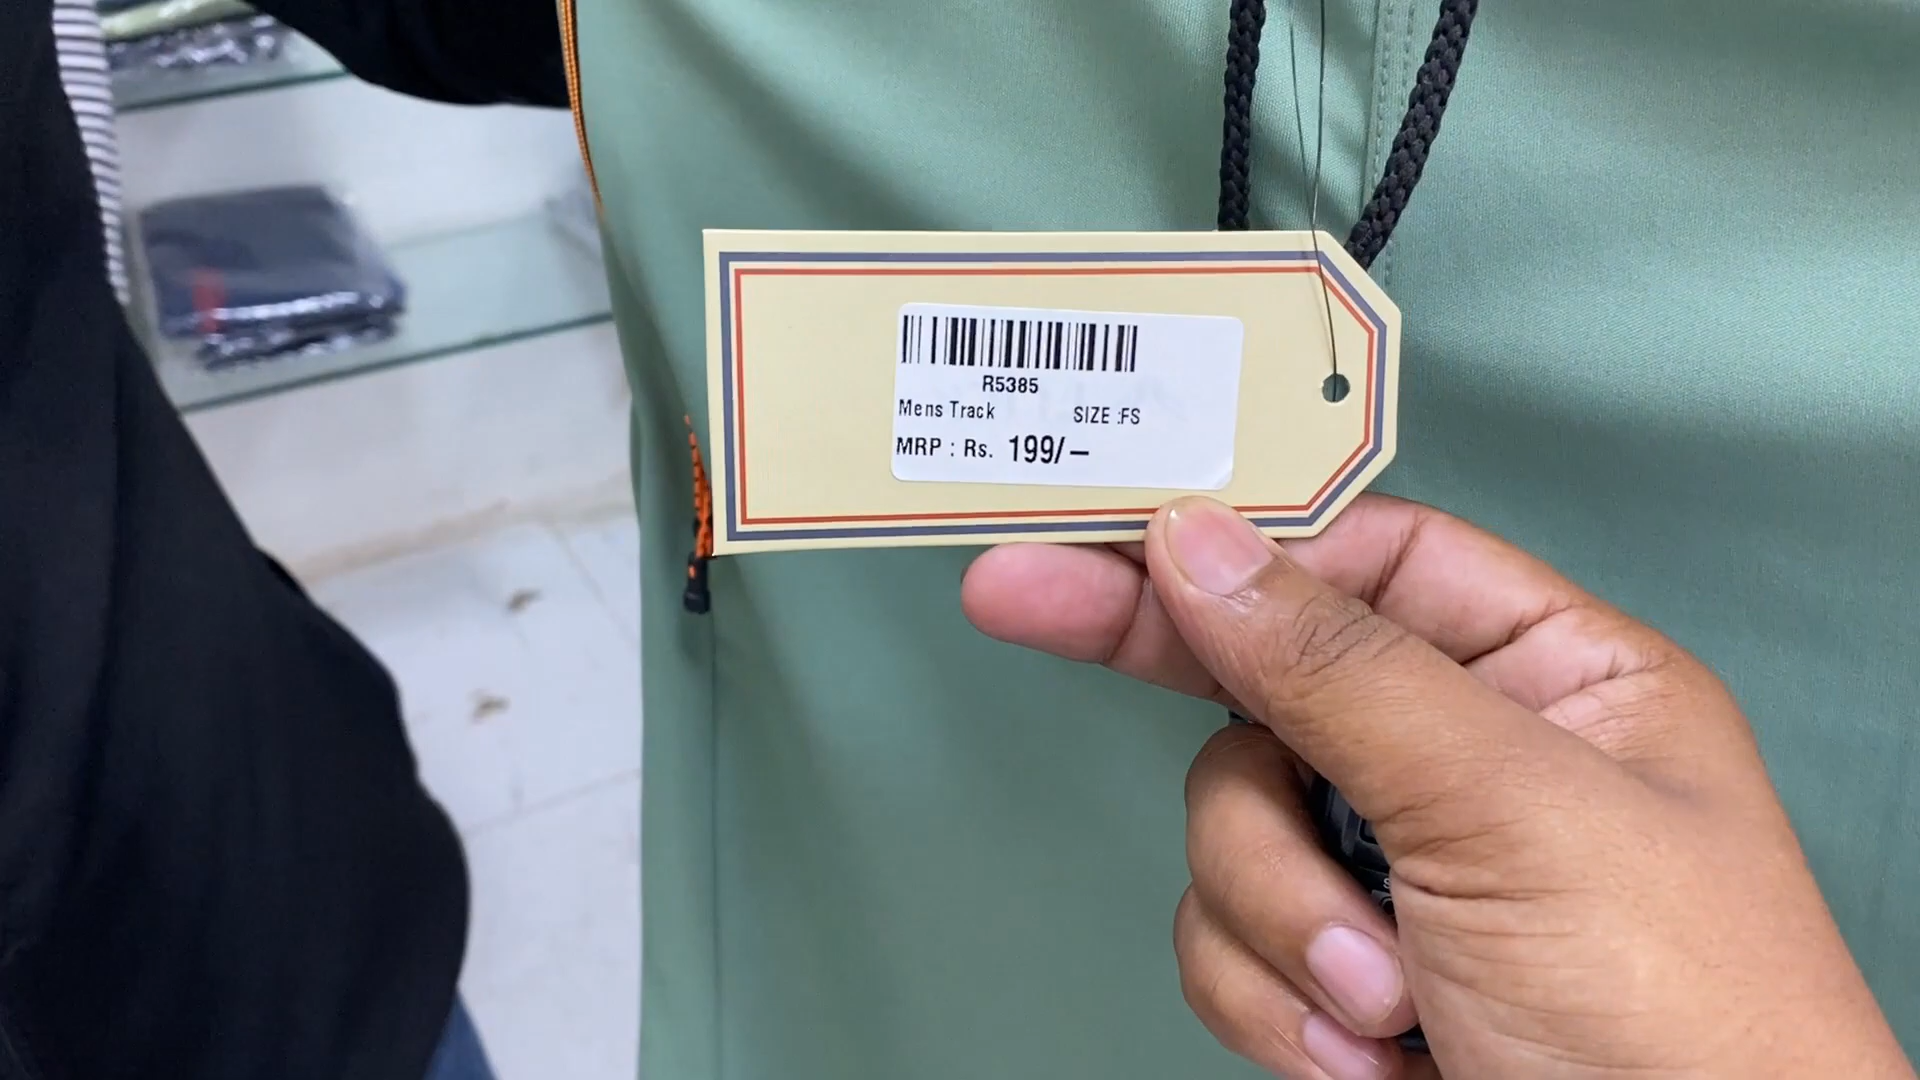 R5385
Mens Track SIZE :FS
MRP : Rs. 199/–